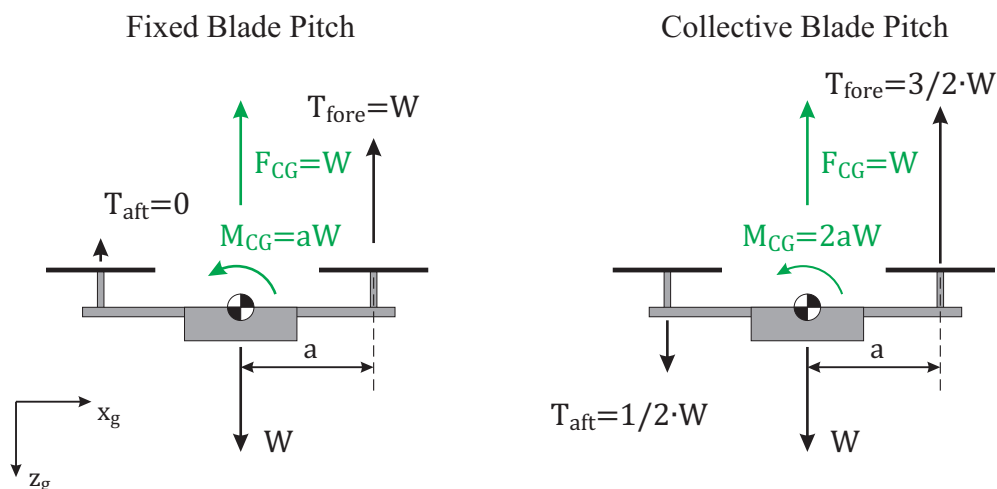 Fixed Blade Pitch
T_fore=W
F_CG=W
T_aft=0
M_CG=aW
a
W
x_g
z_g
Collective Blade Pitch
T_fore=3/2·W
F_CG=W
M_CG=2aW
a
T_aft=1/2·W
W